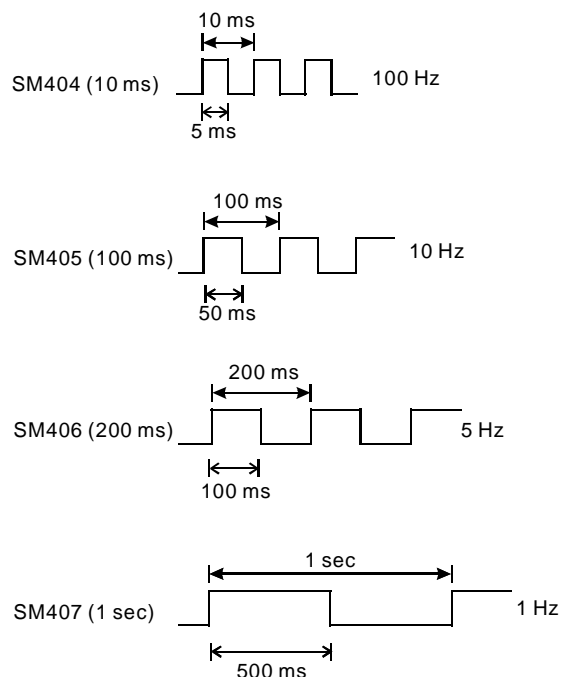 10 ms
SM404 (10 ms)
100 Hz
5 ms
100 ms
SM405 (100 ms)
10 Hz
50 ms
200 ms
SM406 (200 ms)
5 Hz
100 ms
1 sec
SM407 (1 sec)
1 Hz
500 ms